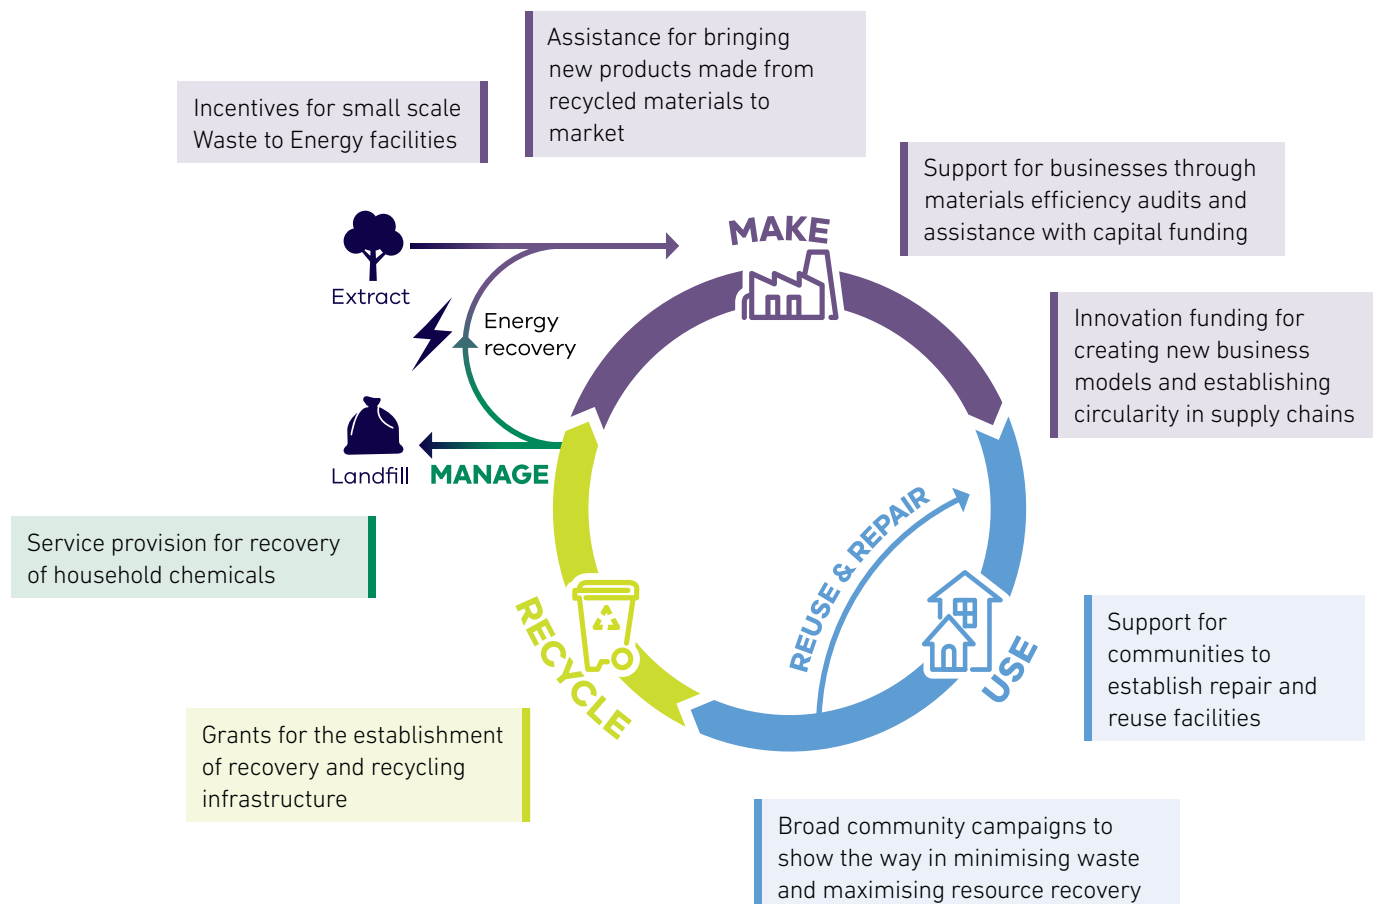 Assistance for bringing
new products made from
recycled materials to
market
Incentives for small scale
Waste to Energy facilities
Support for businesses through
materials efficiency audits and
assistance with capital funding
MAKE
Extract
Energy
recovery
Innovation funding for
creating new business
models and establishing
circularity in supply chains
Landfill
MANAGE
REUSE & REPAIR
Service provision for recovery
of household chemicals
RECYCLE
USE
Support for
communities to
establish repair and
reuse facilities
Grants for the establishment
of recovery and recycling
infrastructure
Broad community campaigns to
show the way in minimising waste
and maximising resource recovery